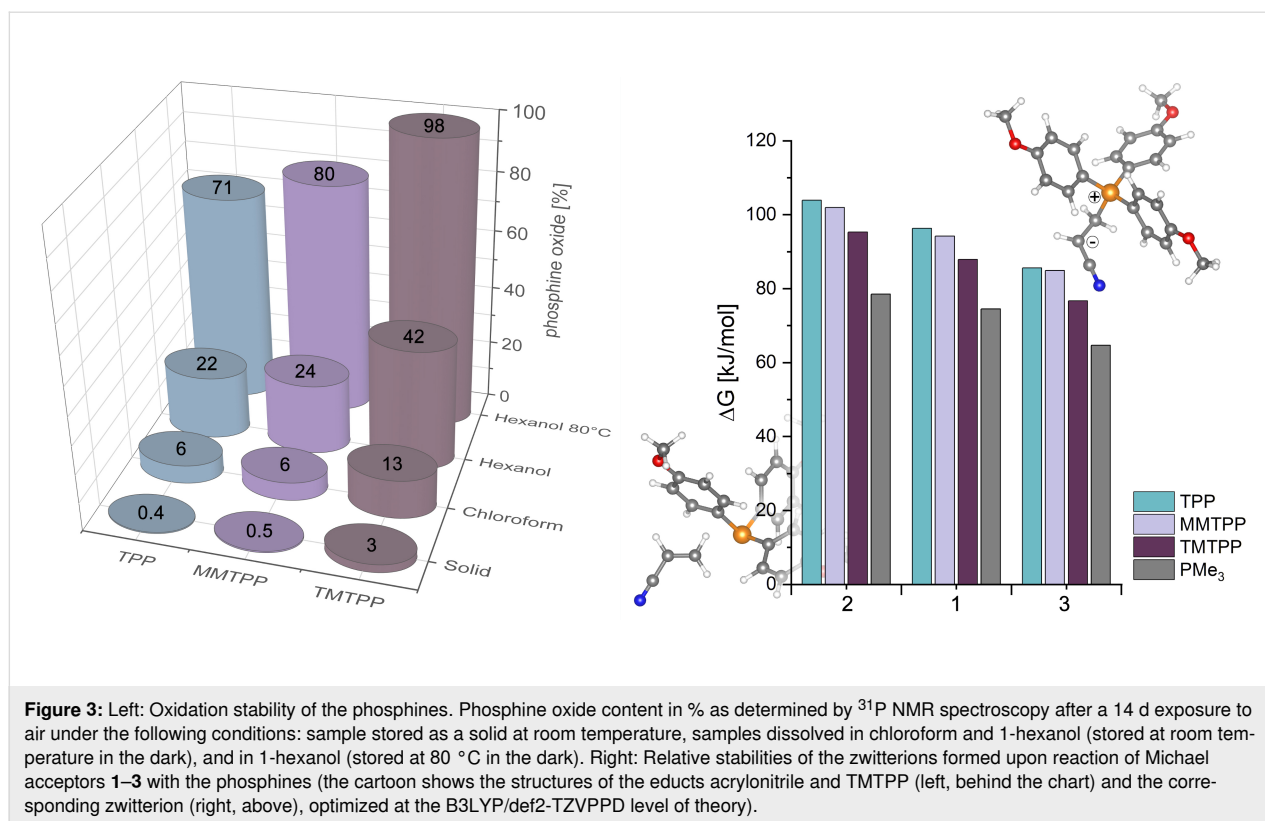 100
80
60
40
20
0
phosphine oxide [%]
98
80
71
42
24
22
13
6
6
3
0.5
0.4
Hexanol 80°C
Hexanol
Chloroform
Solid
TPP
MMTPP
TMTPP
120
100
80
60
40
20
0
ΔG [kJ/mol]
2
1
3
+
-
TPP
MMTPP
TMTPP
PMe₃
Figure 3: Left: Oxidation stability of the phosphines. Phosphine oxide content in % as determined by ³¹P NMR spectroscopy after a 14 d exposure to
air under the following conditions: sample stored as a solid at room temperature, samples dissolved in chloroform and 1-hexanol (stored at room tem-
perature in the dark), and in 1-hexanol (stored at 80 °C in the dark). Right: Relative stabilities of the zwitterions formed upon reaction of Michael
acceptors 1–3 with the phosphines (the cartoon shows the structures of the educts acrylonitrile and TMTPP (left, behind the chart) and the corre-
sponding zwitterion (right, above), optimized at the B3LYP/def2-TZVPPD level of theory).